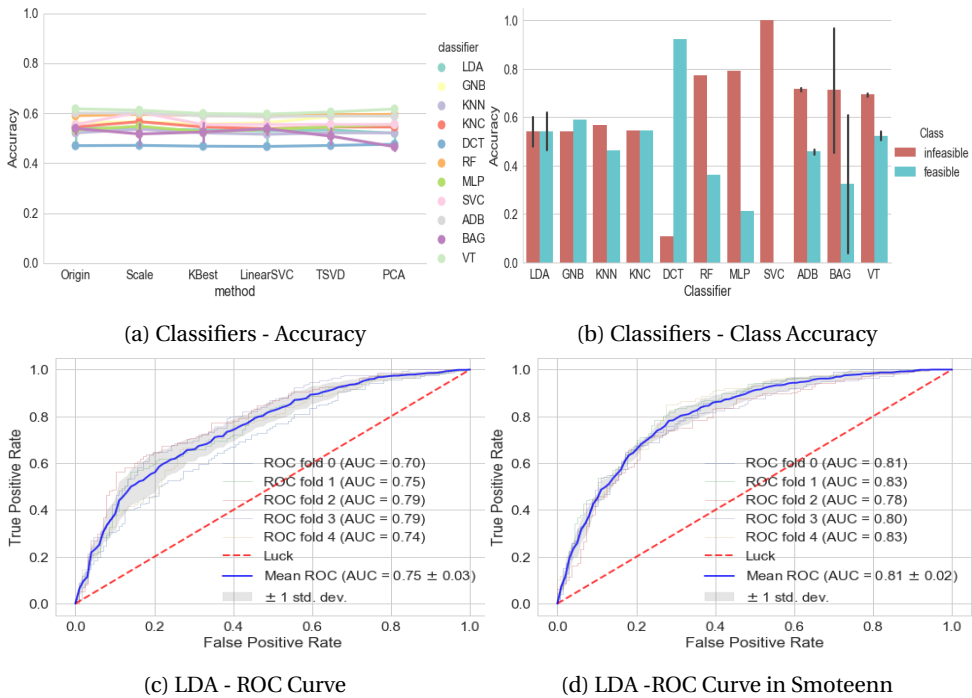 1.0
0.8
0.6
0.4
0.2
0.0
Accuracy
Origin Scale KBest LinearSVC TSVD PCA
method
classifier
LDA
GNB
KNN
KNC
DCT
RF
MLP
SVC
ADB
BAG
VT
(a) Classifiers - Accuracy
1.0
0.8
0.6
0.4
0.2
0.0
Accuracy
LDA GNB KNN KNC DCT RF MLP SVC ADB BAG VT
Classifier
Class
infeasible
feasible
(b) Classifiers - Class Accuracy
1.0
0.8
0.6
0.4
0.2
0.0
True Positive Rate
0.0 0.2 0.4 0.6 0.8 1.0
False Positive Rate
ROC fold 0 (AUC = 0.70)
ROC fold 1 (AUC = 0.75)
ROC fold 2 (AUC = 0.79)
ROC fold 3 (AUC = 0.79)
ROC fold 4 (AUC = 0.74)
Luck
Mean ROC (AUC = 0.75 ± 0.03)
± 1 std. dev.
(c) LDA - ROC Curve
1.0
0.8
0.6
0.4
0.2
0.0
True Positive Rate
0.0 0.2 0.4 0.6 0.8 1.0
False Positive Rate
ROC fold 0 (AUC = 0.81)
ROC fold 1 (AUC = 0.83)
ROC fold 2 (AUC = 0.78)
ROC fold 3 (AUC = 0.80)
ROC fold 4 (AUC = 0.83)
Luck
Mean ROC (AUC = 0.81 ± 0.02)
± 1 std. dev.
(d) LDA -ROC Curve in Smoteenn